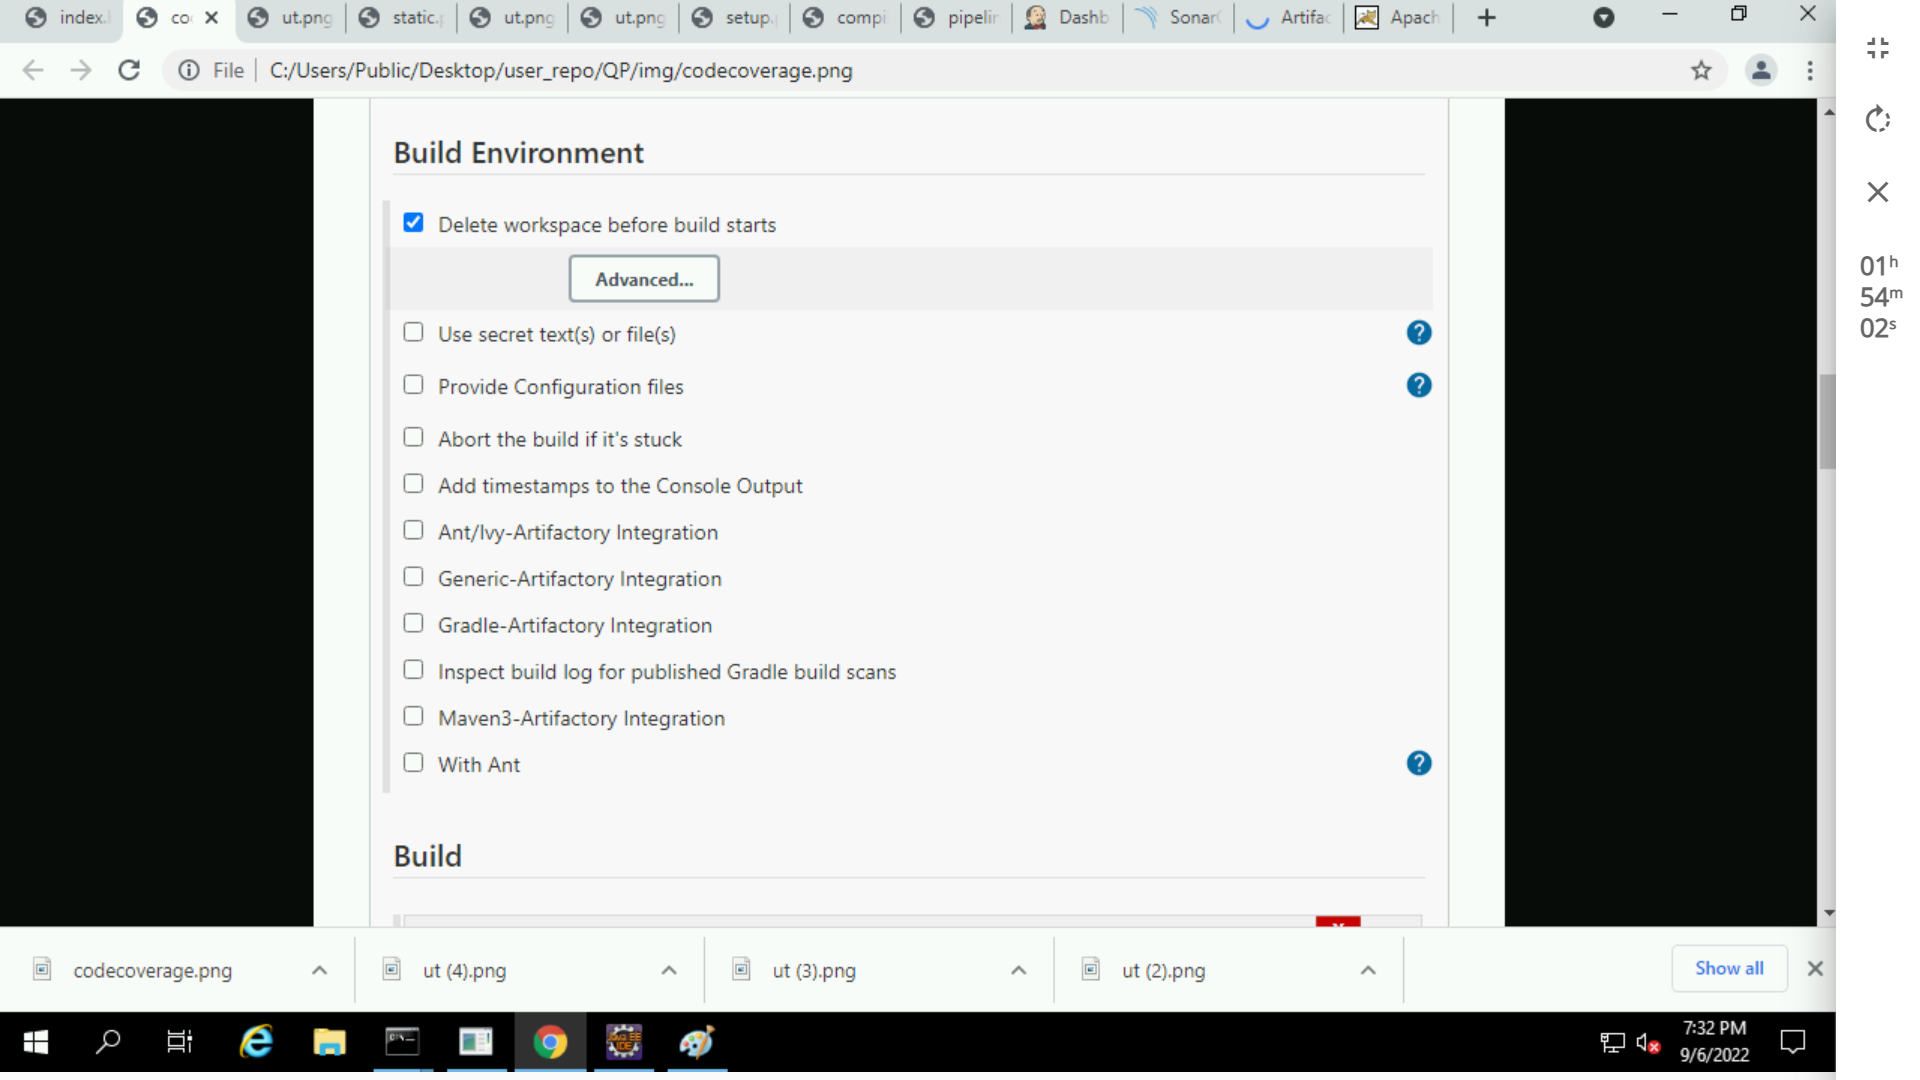 index.
co
ut.png
static.
ut.png
ut.png
setup.
compi
pipelin
Dashb
Sonar
Artifac
Apach
File
C:/Users/Public/Desktop/user_repo/QP/img/codecoverage.png
01h
54m
02s
Build Environment
Delete workspace before build starts
Advanced...
Use secret text(s) or file(s)
?
Provide Configuration files
?
Abort the build if it's stuck
Add timestamps to the Console Output
Ant/Ivy-Artifactory Integration
Generic-Artifactory Integration
Gradle-Artifactory Integration
Inspect build log for published Gradle build scans
Maven3-Artifactory Integration
With Ant
?
Build
codecoverage.png
ut (4).png
ut (3).png
ut (2).png
Show all
7:32 PM
9/6/2022